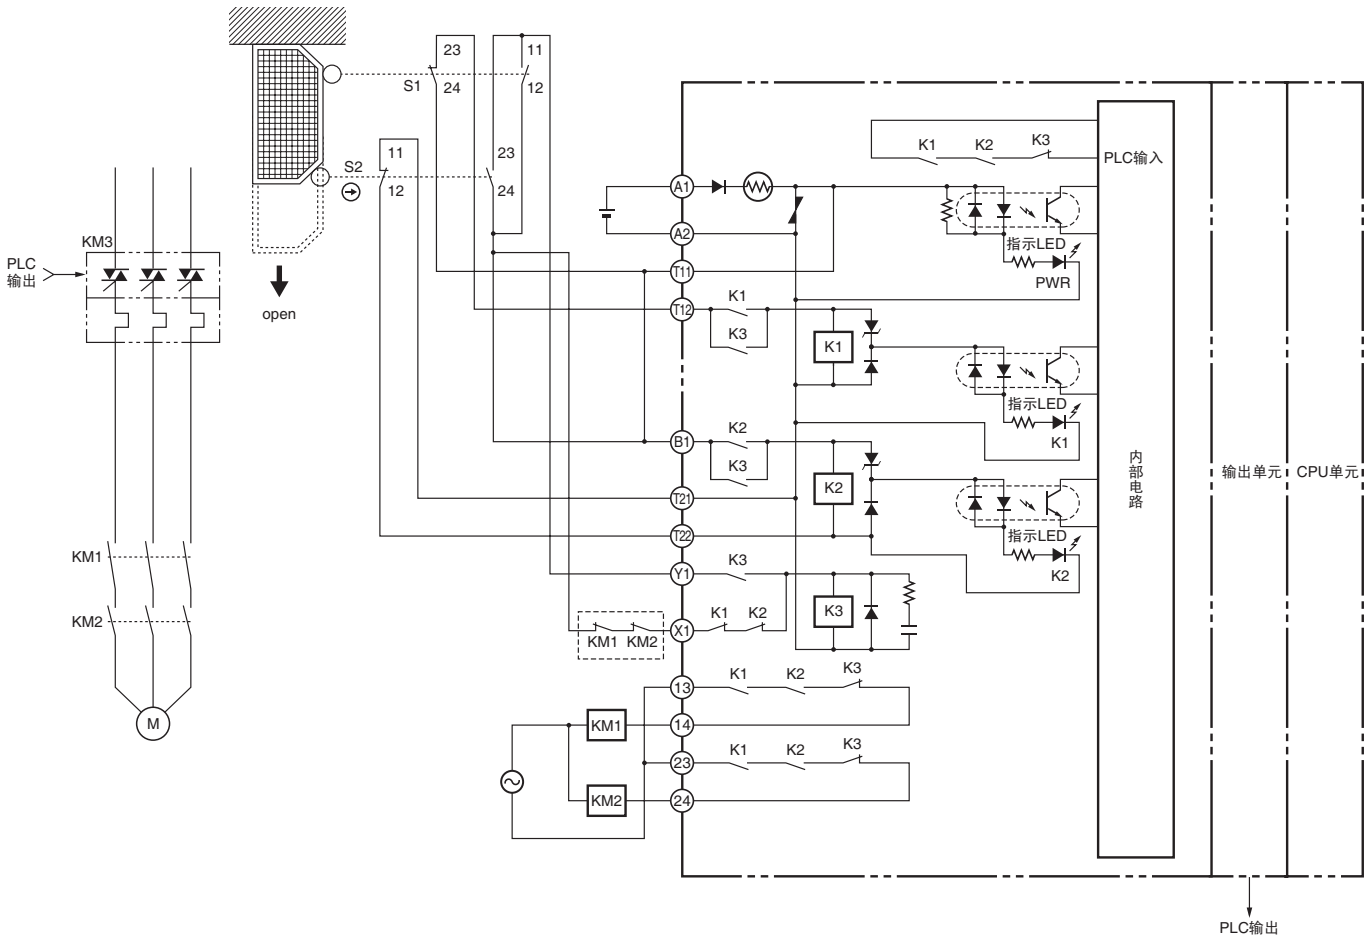 23
11
S1
24
12
11
S2
23
12
24
open
KM3
PLC
输出
KM1
KM2
M
A1
A2
T11
T12
B1
T21
T22
Y1
X1
13
14
23
24
KM1
KM2
KM1
KM2
K1
K2
K3
PLC输入
指示LED
PWR
K1
K3
K1
指示LED
K1
K2
K3
K2
指示LED
K2
K3
K3
K1
K2
K1
K2
K3
K1
K2
K3
内部电路
输出单元
CPU单元
PLC输出